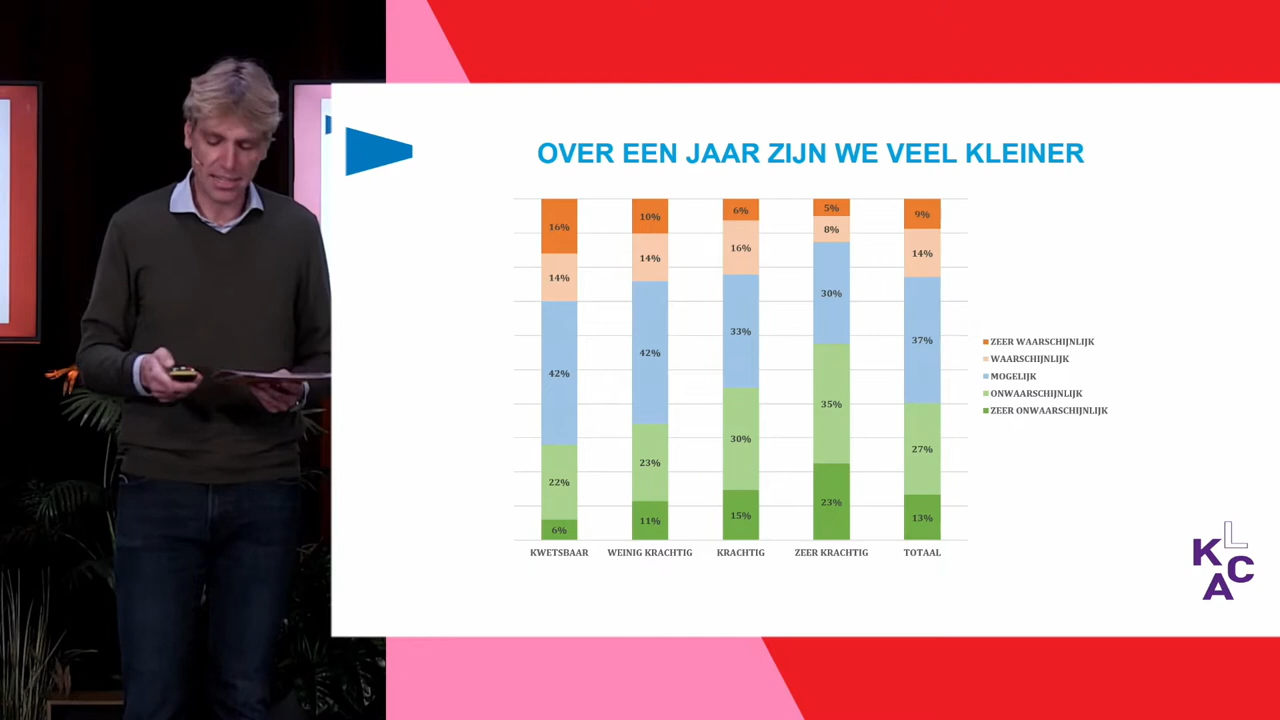 OVER EEN JAAR ZIJN WE VEEL KLEINER
16% 10% 6% 5% 9%
14% 14% 16% 8% 14%
42% 42% 33% 30% 37%
22% 23% 30% 35% 27%
6% 11% 15% 23% 13%
KWETSBAAR WEINIG KRACHTIG KRACHTIG ZEER KRACHTIG TOTAAL
ZEER WAARSCHIJNLIJK
WAARSCHIJNLIJK
MOGELIJK
ONWAARSCHIJNLIJK
ZEER ONWAARSCHIJNLIJK
L
K
C
A